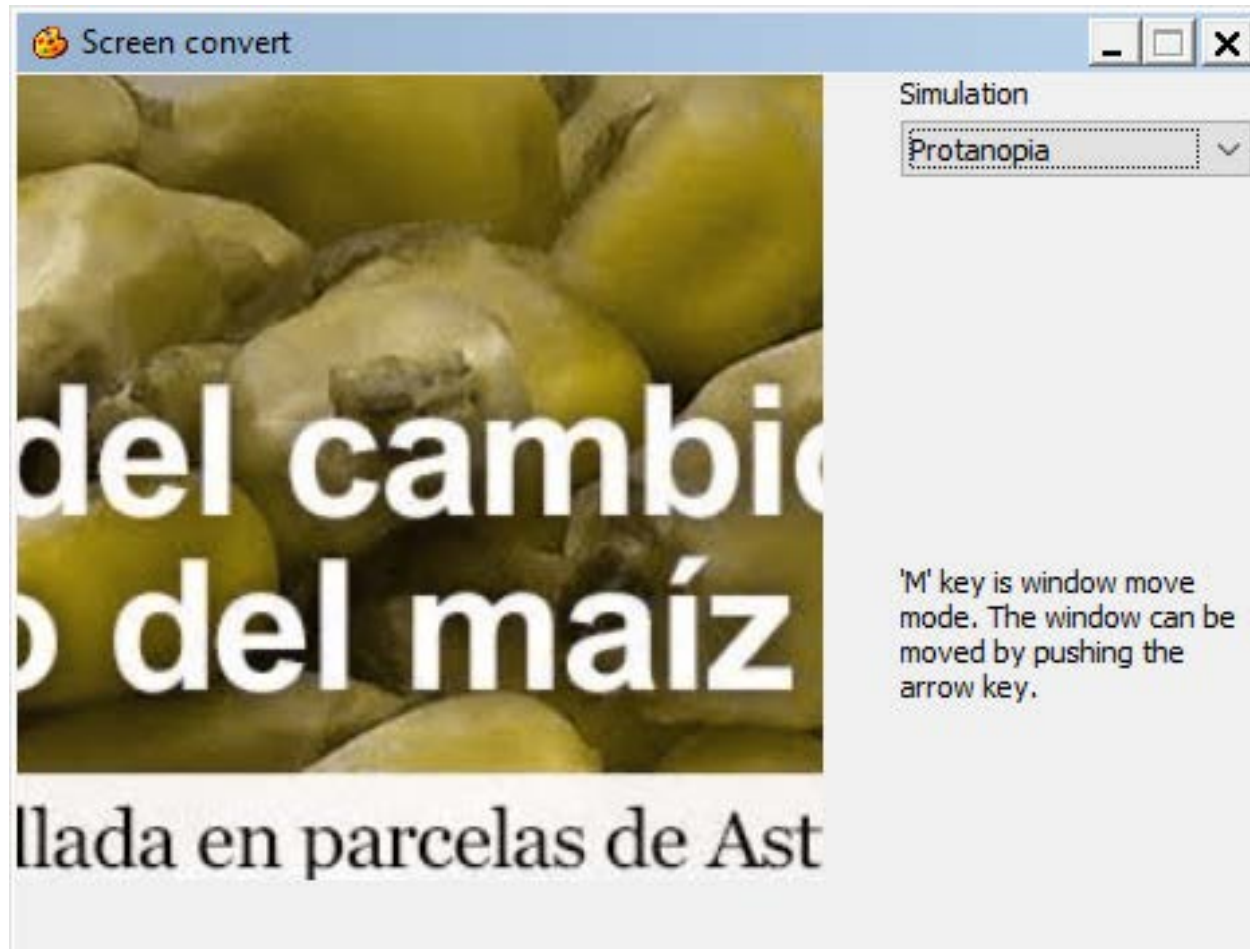 Screen convert
Simulation
Protanopia
del cambio
o del maíz
llada en parcelas de Ast
'M' key is window move
mode. The window can be
moved by pushing the
arrow key.